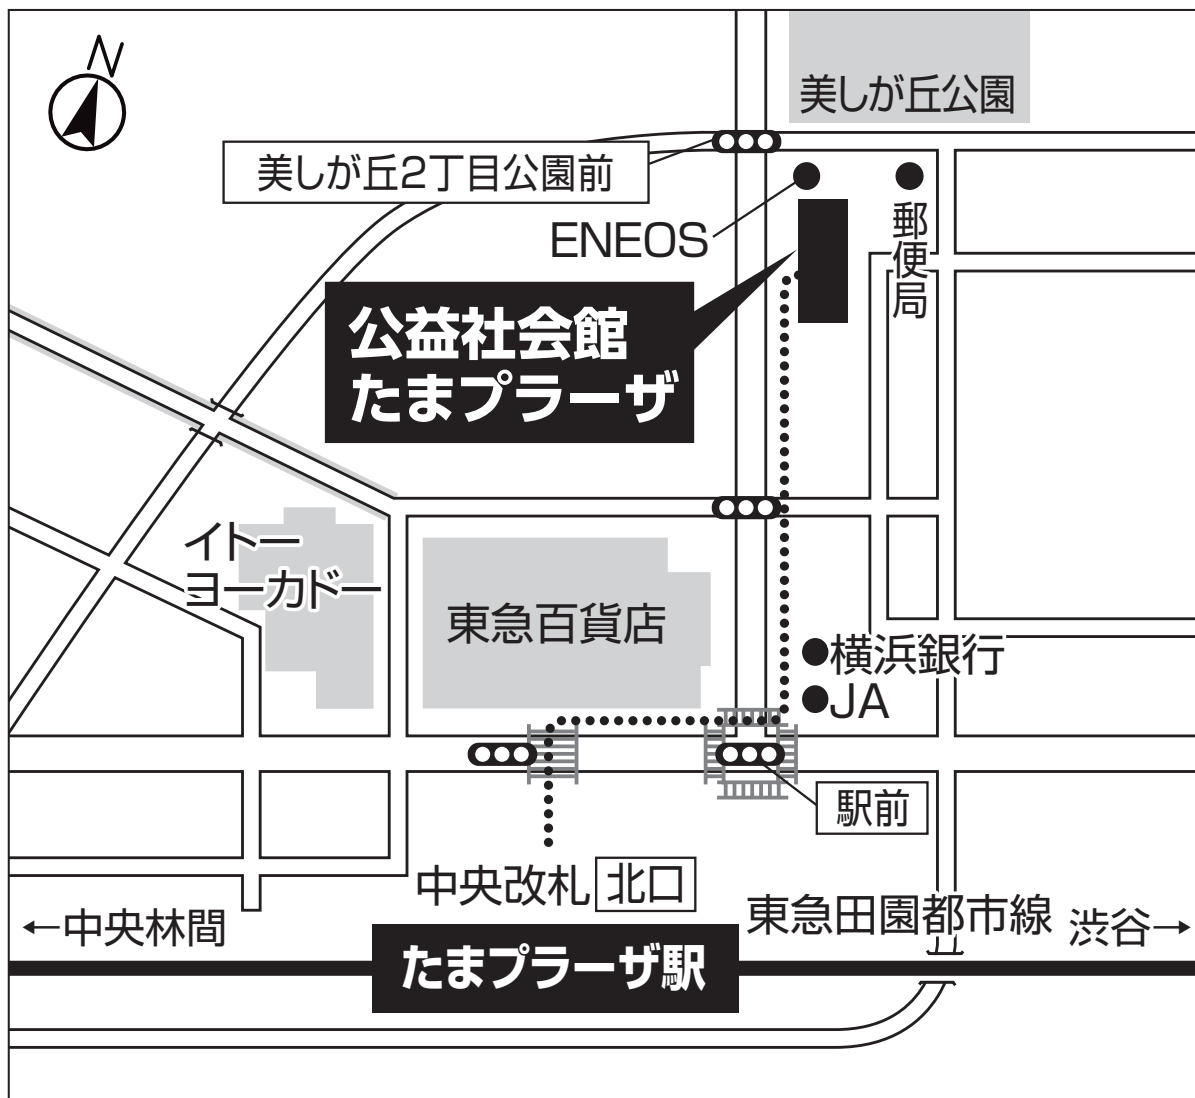 N
美しが丘公園
美しが丘2丁目公園前
ENEOS
郵便局
公益社会館
たまプラーザ
イトー
ヨーカドー
東急百貨店
横浜銀行
JA
駅前
中央改札 北口
東急田園都市線
渋谷→
←中央林間
たまプラーザ駅